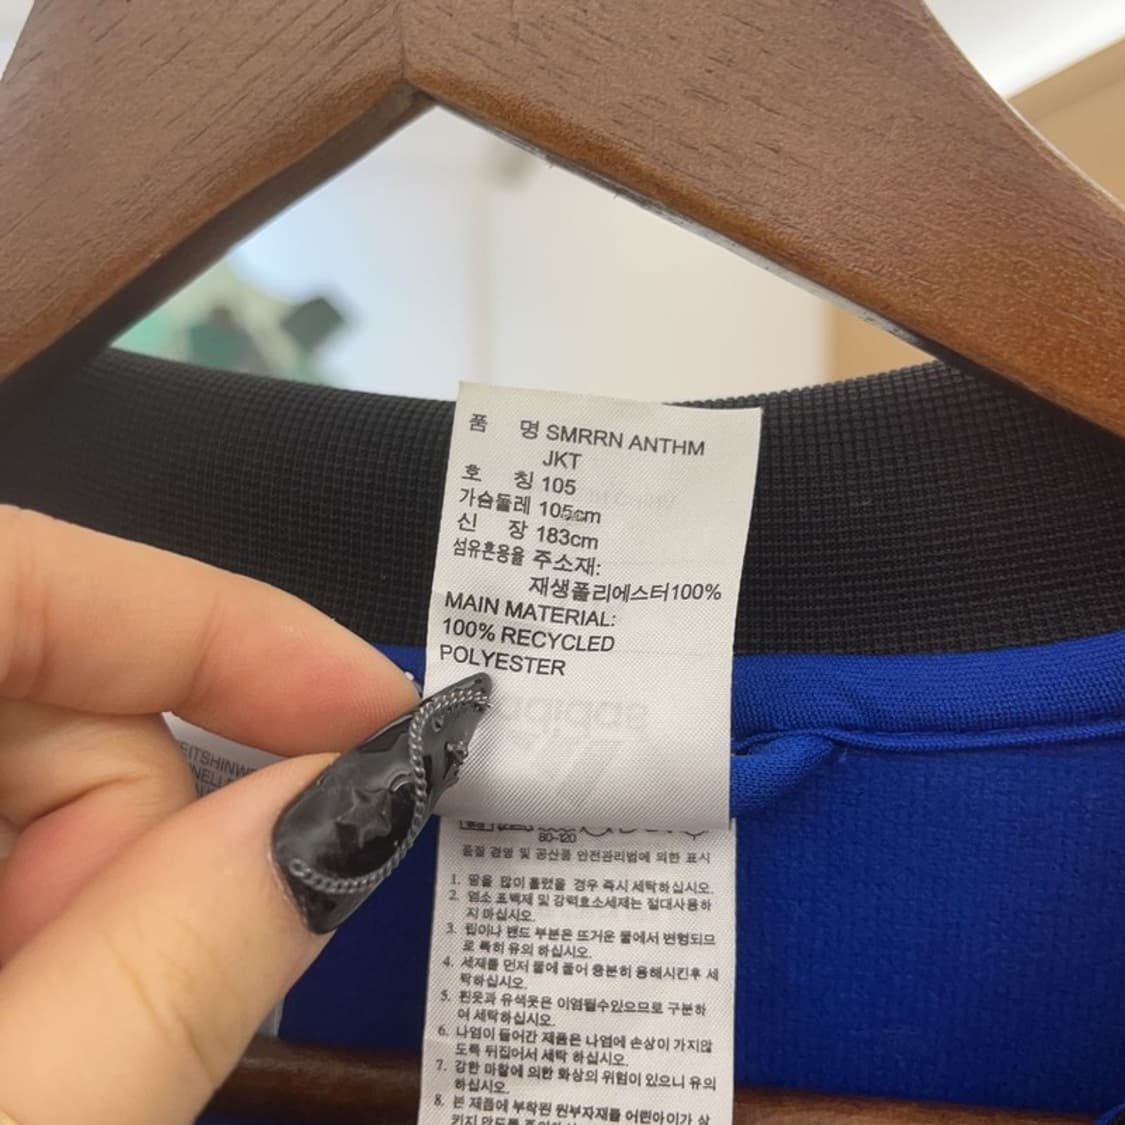 품 명 SMRRN ANTHM
JKT
호 칭 105
가슴둘레 105cm
신 장 183cm
섬유혼용율 주소재:
재생폴리에스터100%
MAIN MATERIAL:
100% RECYCLED
POLYESTER
80~120
품질 경영 및 공산품 안전관리법에 의한 표시
1. 땀을 많이 흘렸을 경우 즉시 세탁하십시오.
2. 염소 표백제 및 강력효소세제는 절대사용하
지 마십시오.
3. 립이나 밴드 부분은 뜨거운 물에서 변형되므
로 특히 유의 하십시오.
4. 세제를 먼저 물에 풀어 충분히 용해시킨후 세
탁하십시오.
5. 흰옷과 유색옷은 이염될수있으므로 구분하
여 세탁하십시오.
6. 나염이 들어간 제품은 나염에 손상이 가지않
도록 뒤집어서 세탁 하십시오.
7. 강한 마찰에 의한 화상의 위험이 있으니 유의
하십시오.
8. 본 제품에 부착된 원부자재를 어린아이가 삼